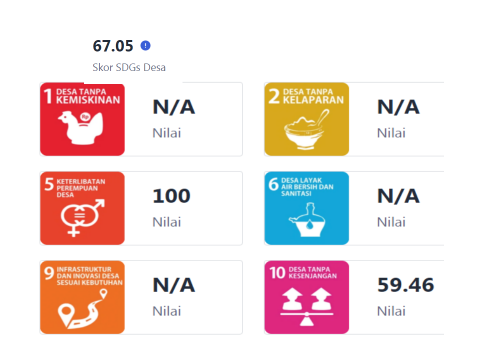 67.05
Skor SDGs Desa
1 DESA TANPA
KEMISKINAN
Rp
N/A
Nilai
2 DESA TANPA
KELAPARAN
N/A
Nilai
5 KETERLIBATAN
PEREMPUAN
DESA
100
Nilai
6 DESA LAYAK
AIR BERSIH DAN
SANITASI
N/A
Nilai
9 INFRASTRUKTUR
DAN INOVASI DESA
SESUAI KEBUTUHAN
N/A
Nilai
10 DESA TANPA
KESENJANGAN
59.46
Nilai